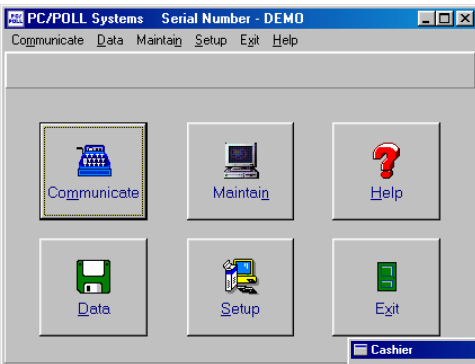 PC/POLL Systems Serial Number - DEMO
Communicate Data Maintain Setup Exit Help
Communicate Maintain Help
Data Setup Exit
Cashier